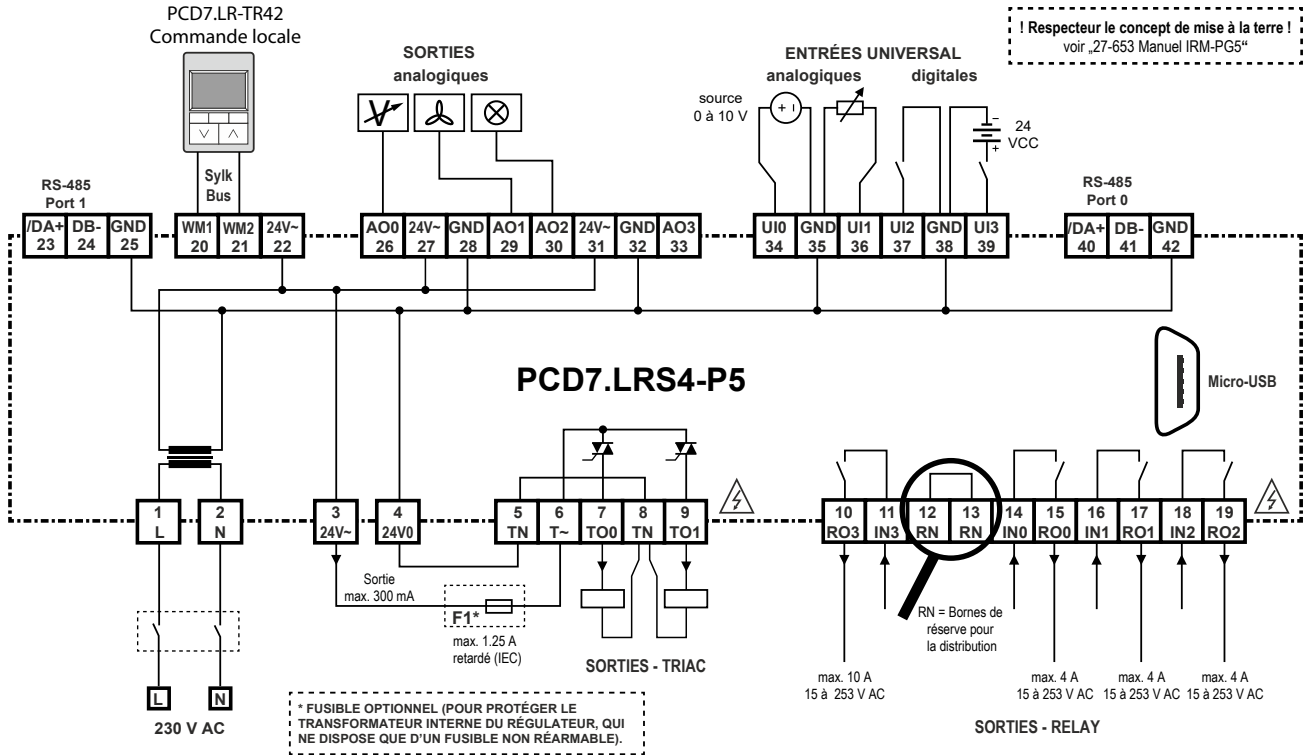 PCD7.LR-TR42
Commande locale
! Respecteur le concept de mise à la terre !
voir „27-653 Manuel IRM-PG5“
SORTIES
analogiques
ENTRÉES UNIVERSAL
analogiques digitales
source
0 à 10 V
24
VCC
Sylk
Bus
RS-485
Port 1
RS-485
Port 0
/DA+ DB- GND WM1 WM2 24V~ AO0 24V~ GND AO1 AO2 24V~ GND AO3 UI0 GND UI1 UI2 GND UI3 /DA+ DB- GND
23 24 25 20 21 22 26 27 28 29 30 31 32 33 34 35 36 37 38 39 40 41 42
PCD7.LRS4-P5
Micro-USB
1 2 3 4 5 6 7 8 9 10 11 12 13 14 15 16 17 18 19
L N 24V~ 24V0 TN T~ TO0 TN TO1 RO3 IN3 RN RN IN0 RO0 IN1 RO1 IN2 RO2
Sortie
max. 300 mA
F1*
max. 1.25 A
retardé (IEC)
SORTIES - TRIAC
RN = Bornes de
réserve pour
la distribution
max. 10 A max. 4 A max. 4 A max. 4 A
15 à 253 V AC 15 à 253 V AC 15 à 253 V AC 15 à 253 V AC
SORTIES - RELAY
L N
230 V AC
* FUSIBLE OPTIONNEL (POUR PROTÉGER LE
TRANSFORMATEUR INTERNE DU RÉGULATEUR, QUI
NE DISPOSE QUE D'UN FUSIBLE NON RÉARMABLE).